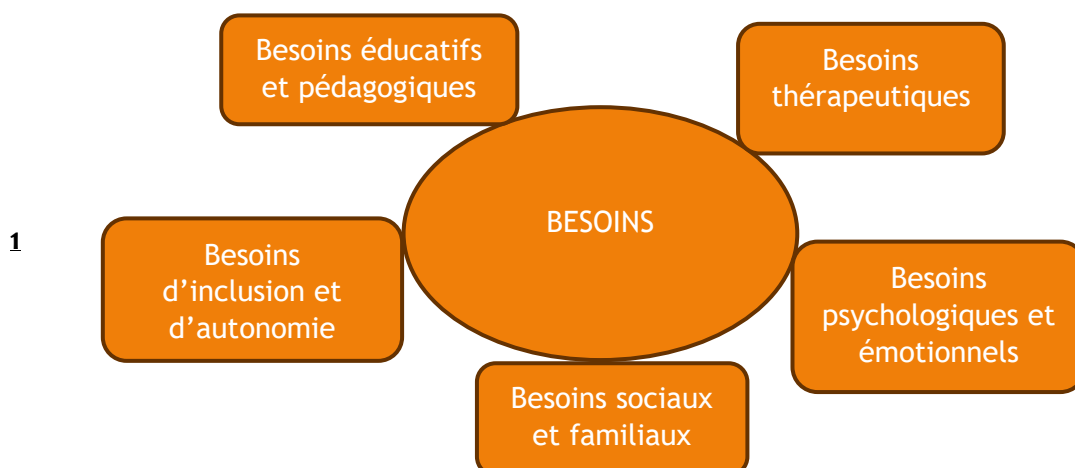 Besoins éducatifs
et pédagogiques
Besoins
thérapeutiques
BESOINS
1
Besoins
d’inclusion et
d’autonomie
Besoins
psychologiques et
émotionnels
Besoins sociaux
et familiaux